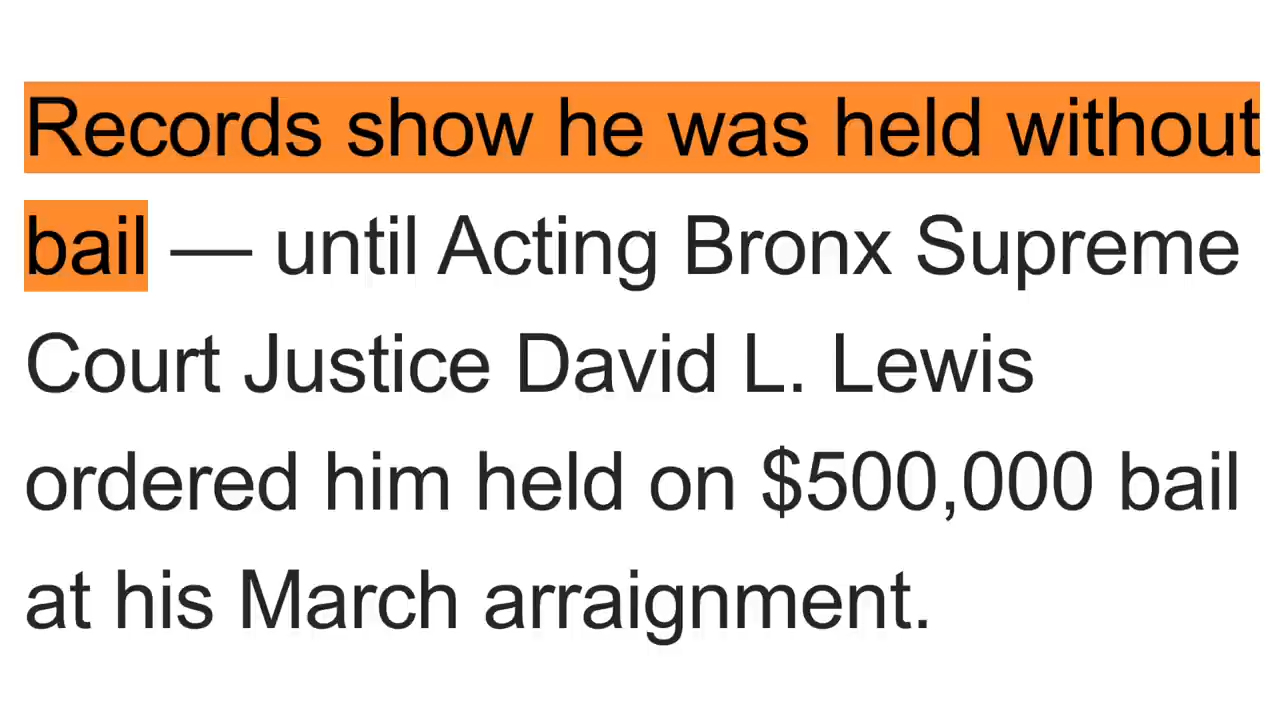 Records show he was held without
bail — until Acting Bronx Supreme
Court Justice David L. Lewis
ordered him held on $500,000 bail
at his March arraignment.